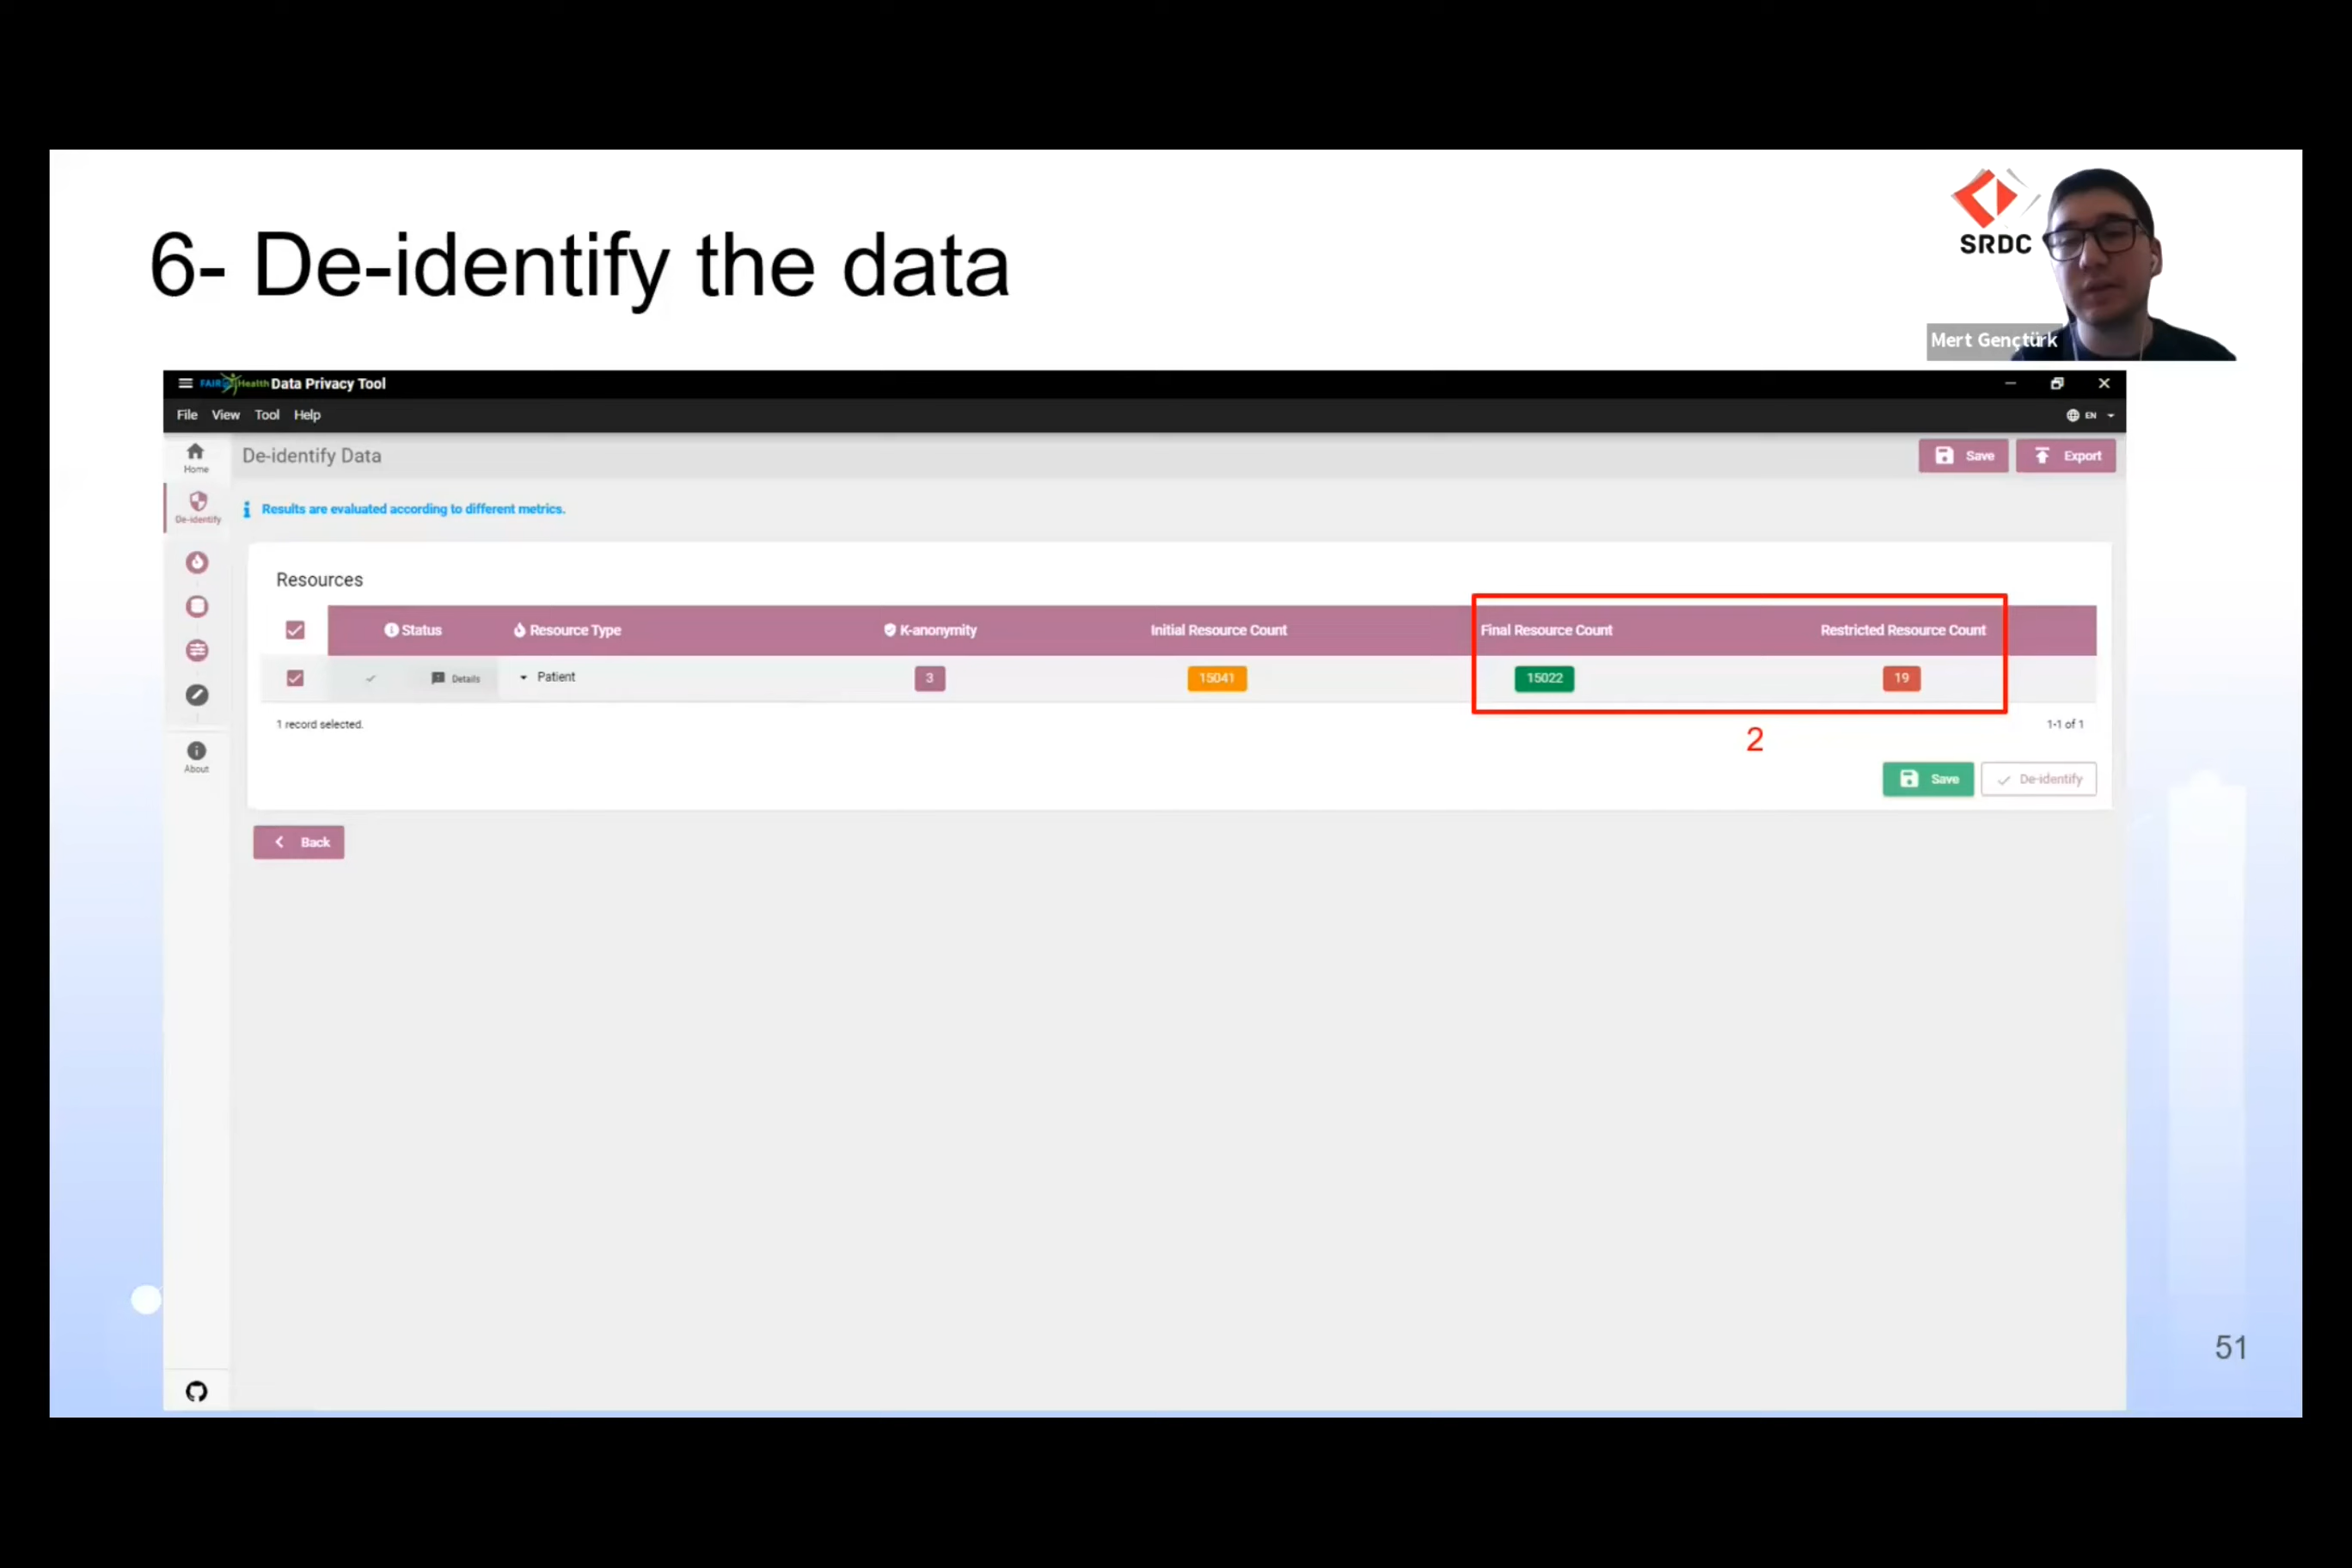 6- De-identify the data
SRDC
Mert Gençtürk
FAIR4Health Data Privacy Tool
File View Tool Help
EN
Home
De-identify Data
Save
Export
De-identify
Results are evaluated according to different metrics.
Resources
Status Resource Type K-anonymity Initial Resource Count Final Resource Count Restricted Resource Count
Details Patient 3 15041 15022 19
1 record selected.
1-1 of 1
2
About
Save
De-identify
Back
51